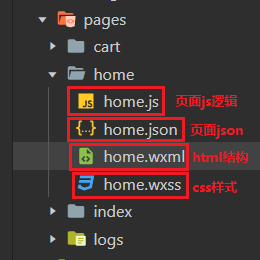 pages
cart
home
home.js 页面js逻辑
home.json 页面json
home.wxml html结构
home.wxss css样式
index
logs